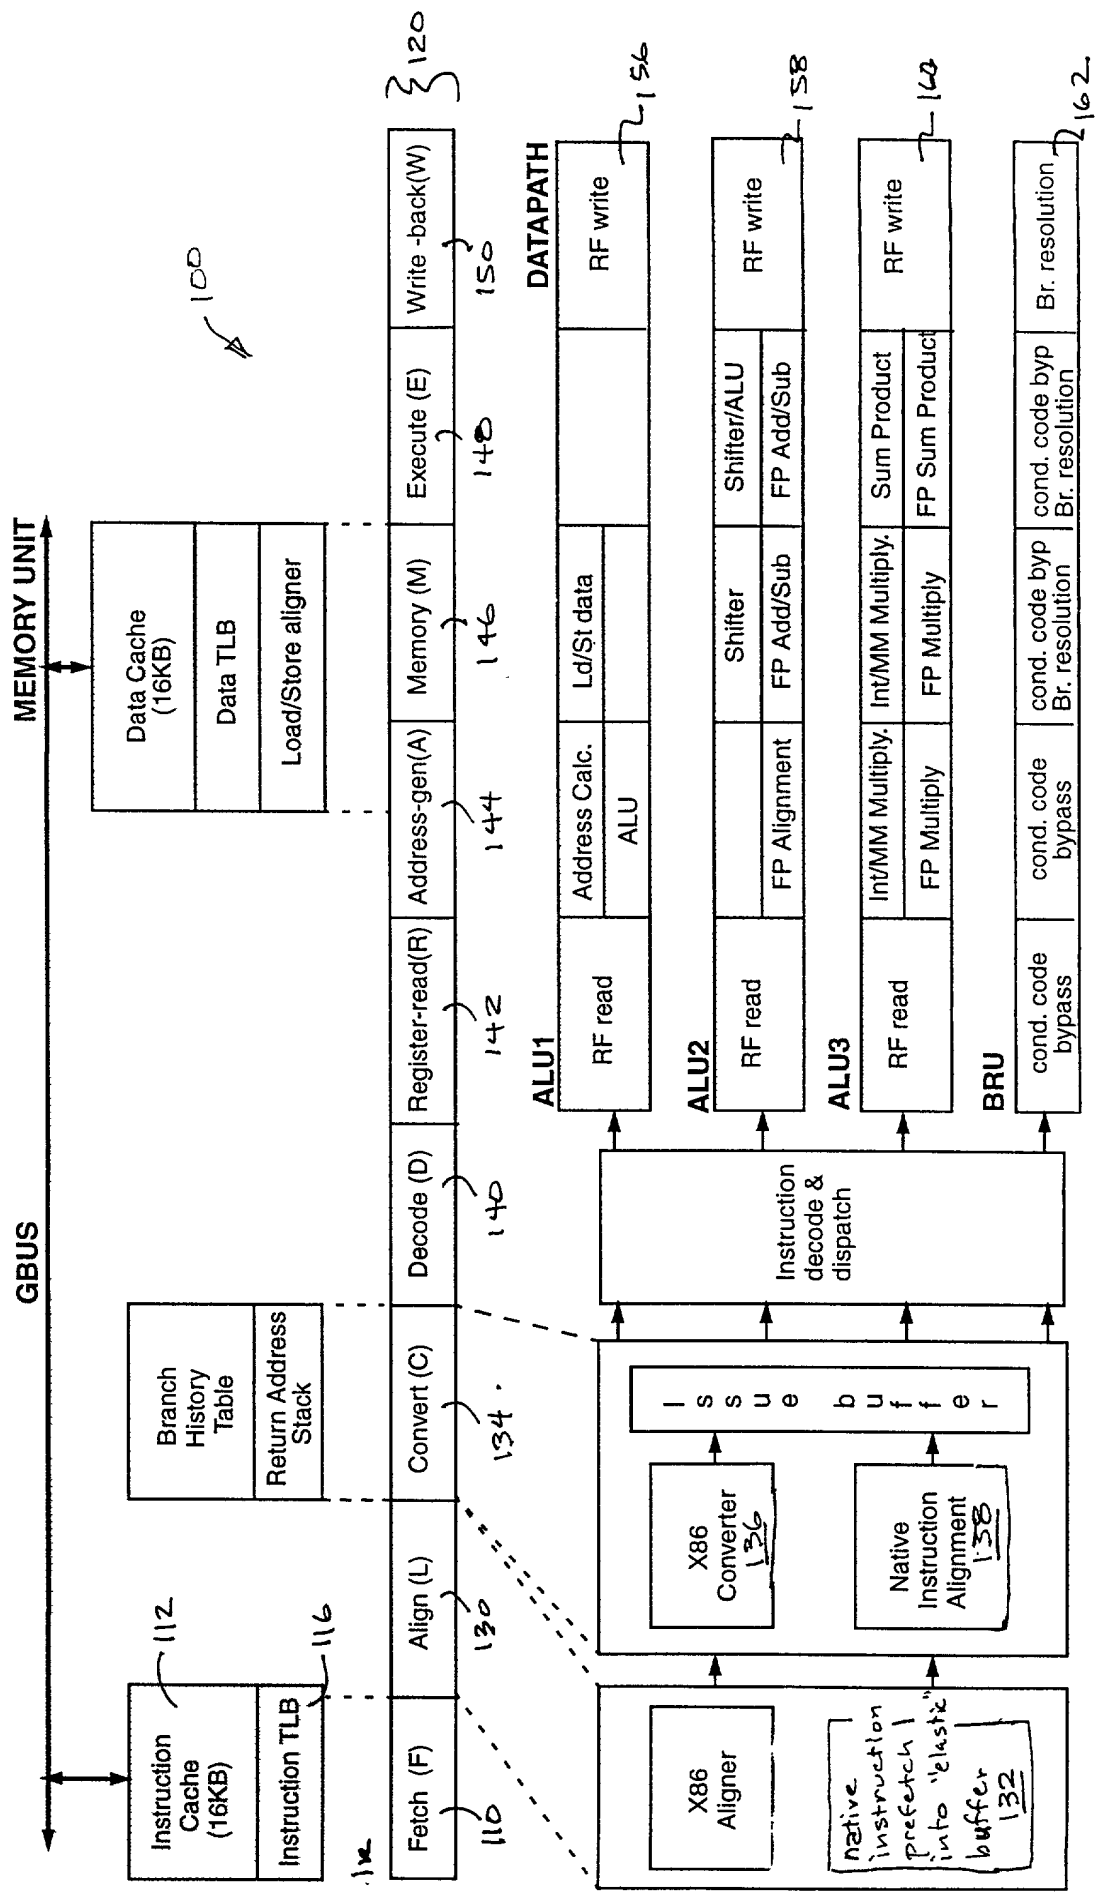 GBUS
MEMORY UNIT
100
Instruction
Cache
(16KB)
112
Instruction TLB
116
Branch
History
Table
Return Address
Stack
Data Cache
(16KB)
Data TLB
Load/Store aligner
Fetch (F)
Align (L)
Convert (C)
Decode (D)
Register-read(R)
Address-gen(A)
Memory (M)
Execute (E)
Write -back(W)
120
110
130
134
140
142
144
146
148
150
DATAPATH
X86
Aligner
native
instruction
prefetch
into "elastic"
buffer
132
X86
Converter
136
Native
Instruction
Alignment
138
Issue buffer
Instruction
decode &
dispatch
ALU1
RF read
Address Calc.
ALU
Ld/St data
RF write
156
ALU2
RF read
FP Alignment
Shifter
FP Add/Sub
Shifter/ALU
FP Add/Sub
RF write
158
ALU3
RF read
Int/MM Multiply.
FP Multiply
Int/MM Multiply.
FP Multiply
Sum Product
FP Sum Product
RF write
160
BRU
cond. code
bypass
cond. code
bypass
cond. code byp
Br. resolution
cond. code byp
Br. resolution
Br. resolution
162